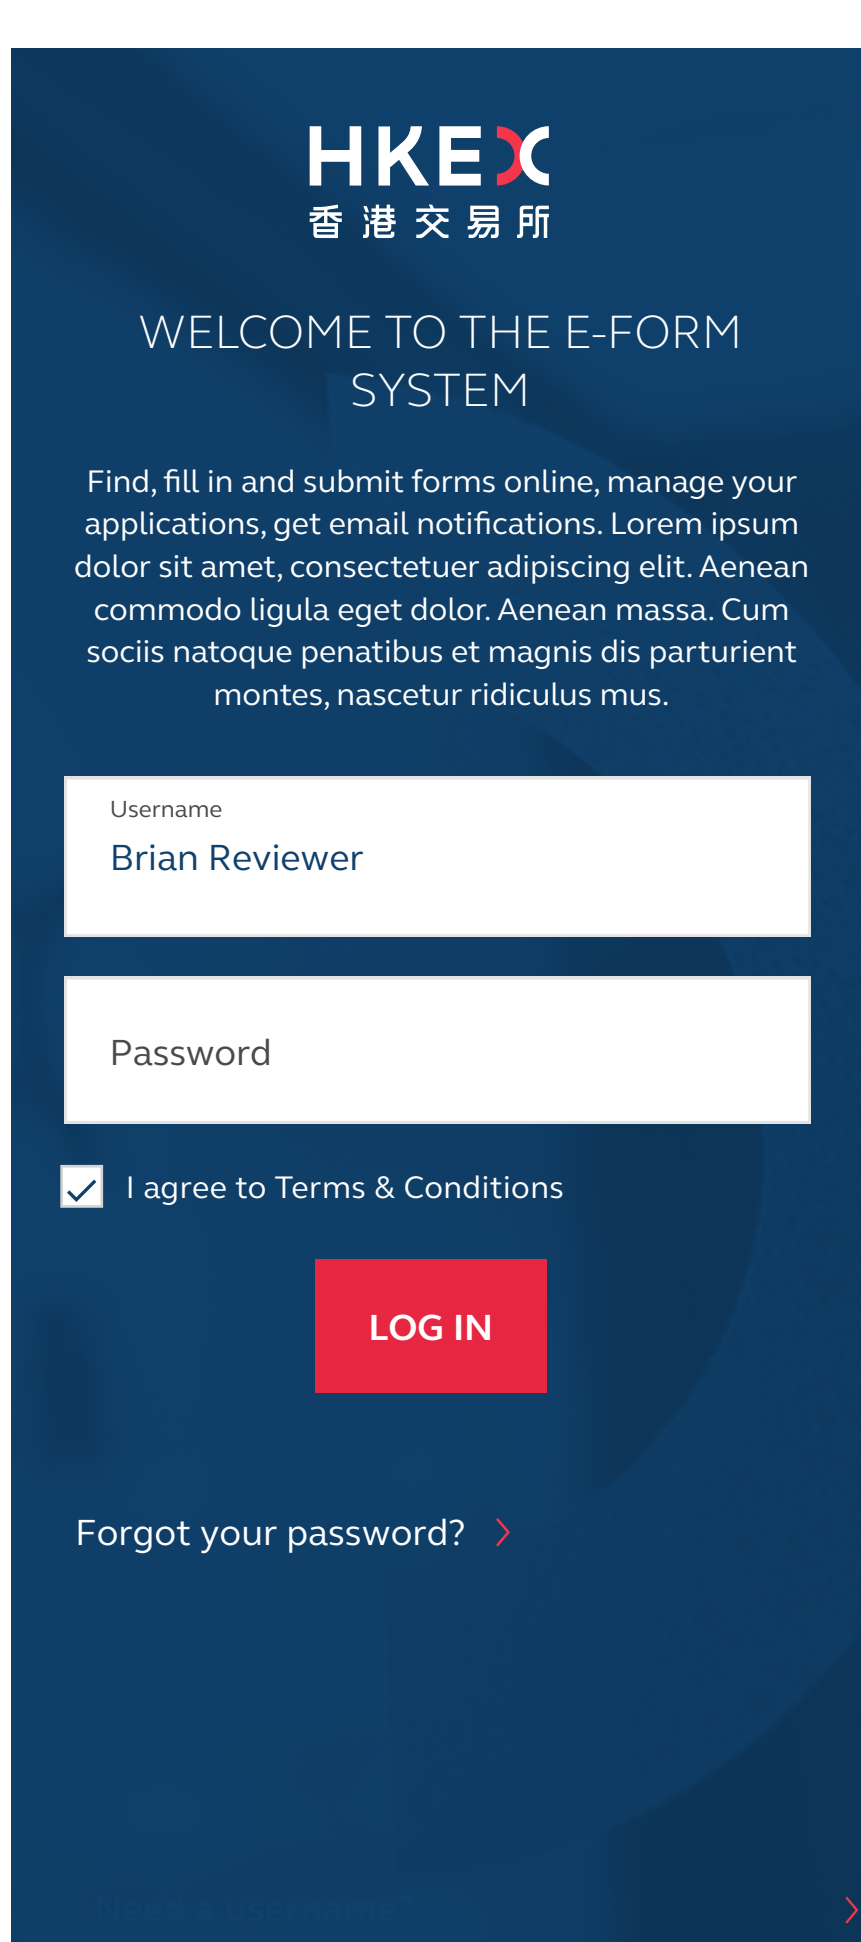 HKEX
香港交易所
WELCOME TO THE E-FORM
SYSTEM
Find, fill in and submit forms online, manage your
applications, get email notifications. Lorem ipsum
dolor sit amet, consectetuer adipiscing elit. Aenean
commodo ligula eget dolor. Aenean massa. Cum
sociis natoque penatibus et magnis dis parturient
montes, nascetur ridiculus mus.
Username
Brian Reviewer
Password
I agree to Terms & Conditions
LOG IN
Forgot your password?
Need a username?